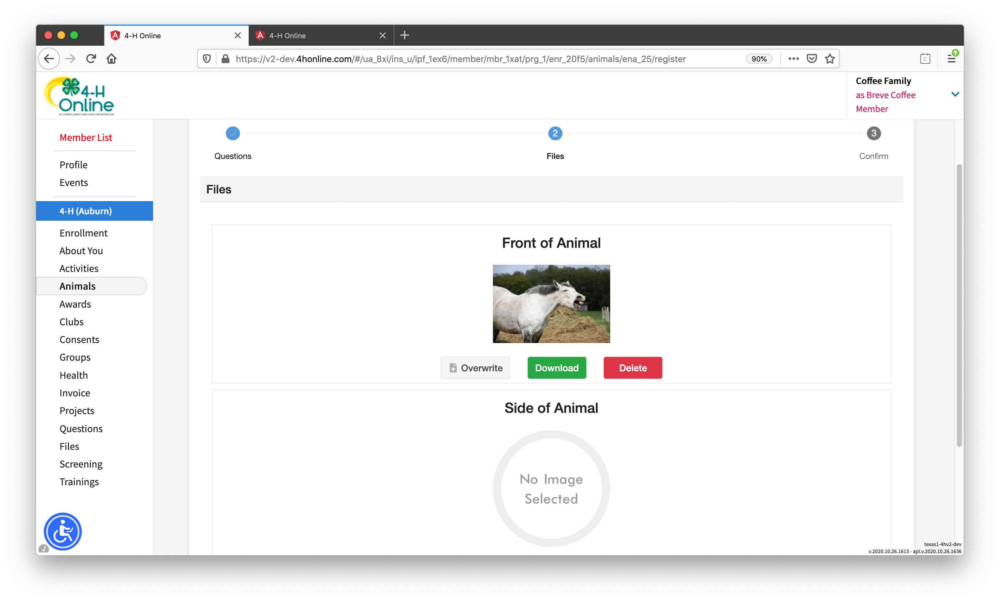 4-H Online
4-H Online
https://v2-dev.4honline.com/#/ua_8xi/ins_u/ipf_1ex6/member/mbr_1xat/prg_1/enr_20f5/animals/ena_25/register
90%
C
4-H
Online
4-H ENROLLMENT AND EVENT REGISTRATION
Coffee Family
as Breve Coffee
Member
Member List
Profile
Events
4-H (Auburn)
Enrollment
About You
Activities
Animals
Awards
Clubs
Consents
Groups
Health
Invoice
Projects
Questions
Files
Screening
Trainings
2
3
Questions
Files
Confirm
Files
Front of Animal
Overwrite
Download
Delete
Side of Animal
No Image
Selected
texas1-4hv2-dev
v.2020.10.26.1613 - api.v.2020.10.26.1636